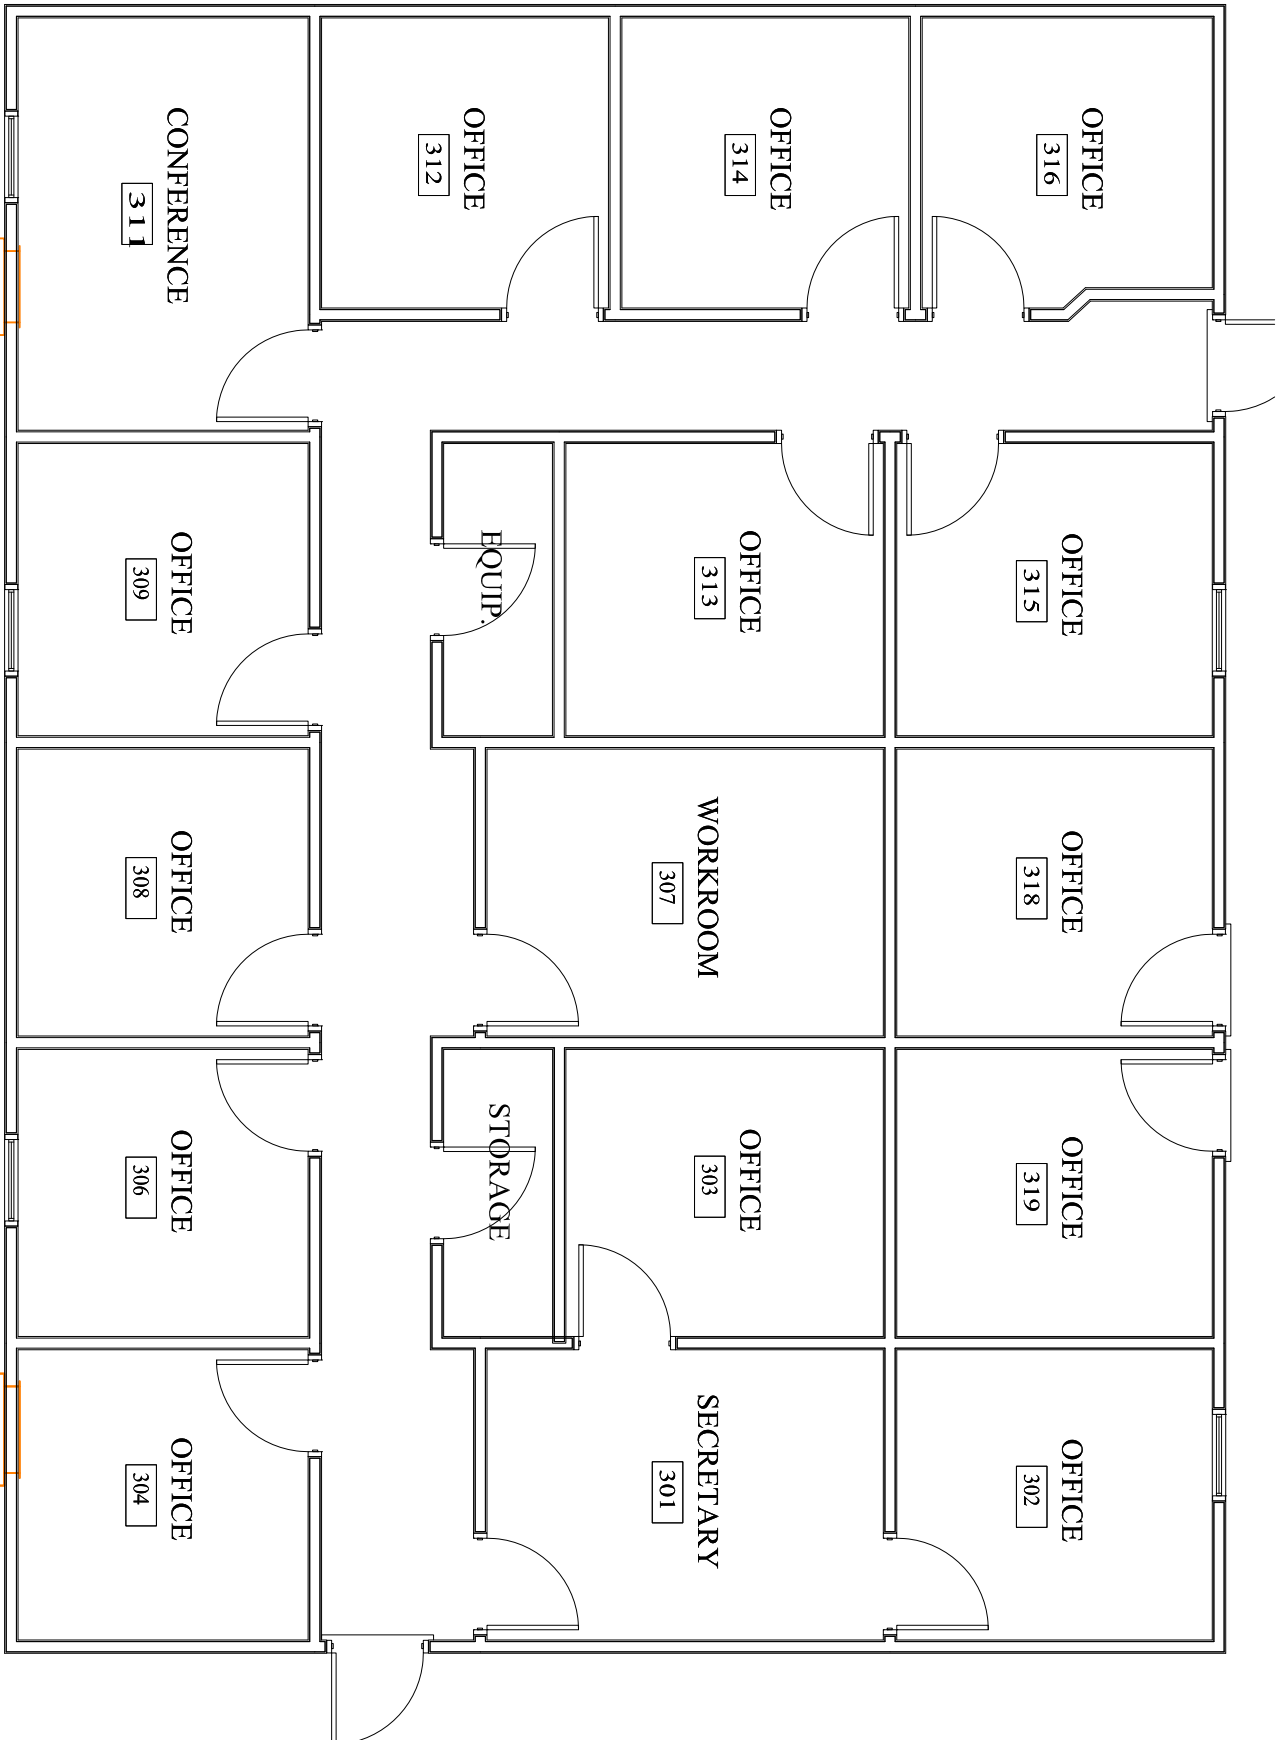 CONFERENCE
311
OFFICE
312
OFFICE
314
OFFICE
316
OFFICE
309
EQUIP.
OFFICE
313
OFFICE
315
OFFICE
308
WORKROOM
307
OFFICE
318
OFFICE
306
STORAGE
OFFICE
303
OFFICE
319
OFFICE
304
SECRETARY
301
OFFICE
302